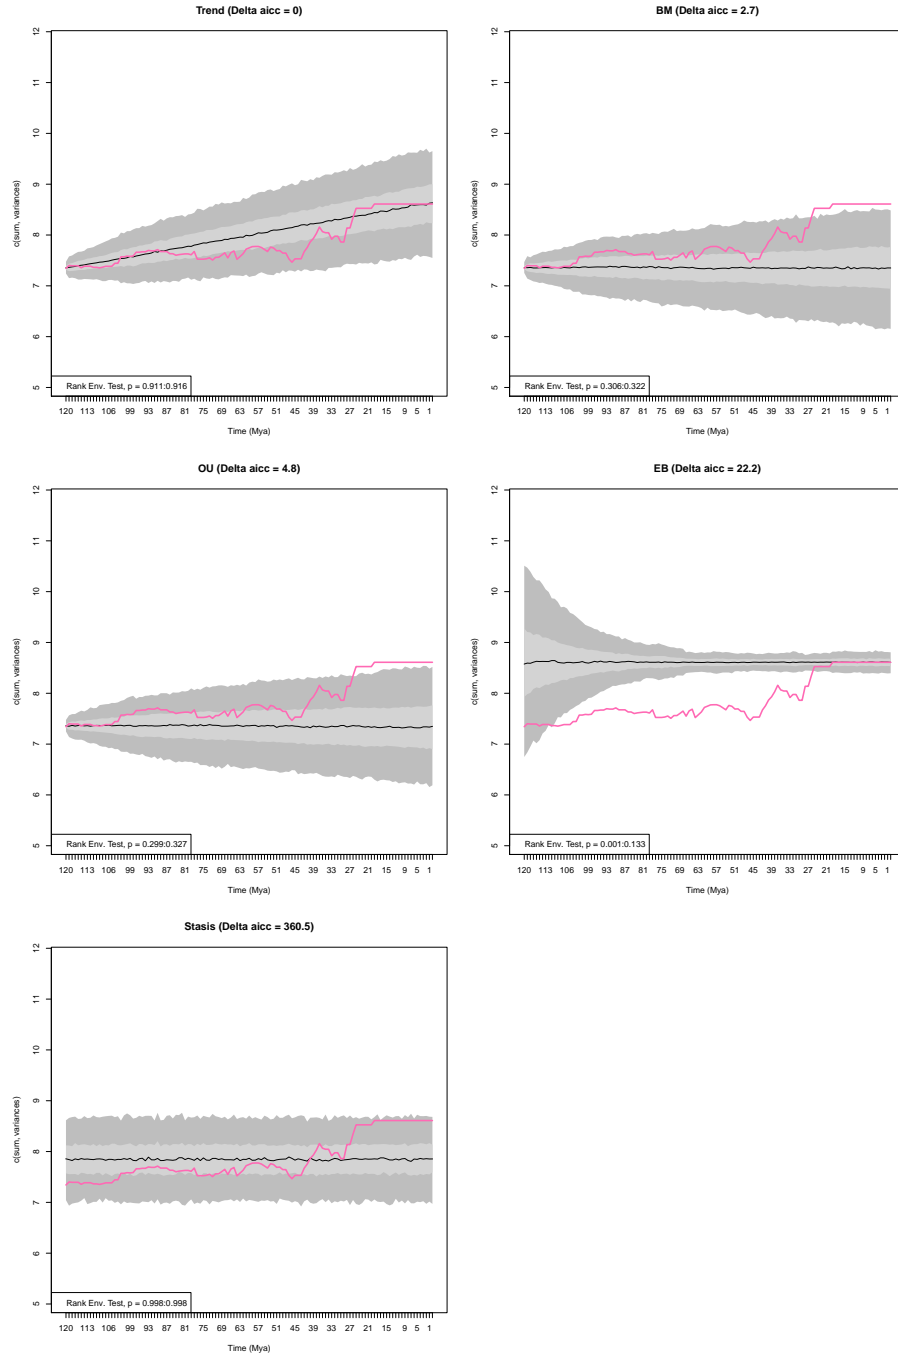 Trend (Delta aicc = 0)
c(sum, variances)
12
11
10
9
8
7
6
5
Rank Env. Test, p = 0.911:0.916
120 113 106 99 93 87 81 75 69 63 57 51 45 39 33 27 21 15 9 5 1
Time (Mya)
BM (Delta aicc = 2.7)
c(sum, variances)
12
11
10
9
8
7
6
5
Rank Env. Test, p = 0.306:0.322
120 113 106 99 93 87 81 75 69 63 57 51 45 39 33 27 21 15 9 5 1
Time (Mya)
OU (Delta aicc = 4.8)
c(sum, variances)
12
11
10
9
8
7
6
5
Rank Env. Test, p = 0.299:0.327
120 113 106 99 93 87 81 75 69 63 57 51 45 39 33 27 21 15 9 5 1
Time (Mya)
EB (Delta aicc = 22.2)
c(sum, variances)
12
11
10
9
8
7
6
5
Rank Env. Test, p = 0.001:0.133
120 113 106 99 93 87 81 75 69 63 57 51 45 39 33 27 21 15 9 5 1
Time (Mya)
Stasis (Delta aicc = 360.5)
c(sum, variances)
12
11
10
9
8
7
6
5
Rank Env. Test, p = 0.998:0.998
120 113 106 99 93 87 81 75 69 63 57 51 45 39 33 27 21 15 9 5 1
Time (Mya)